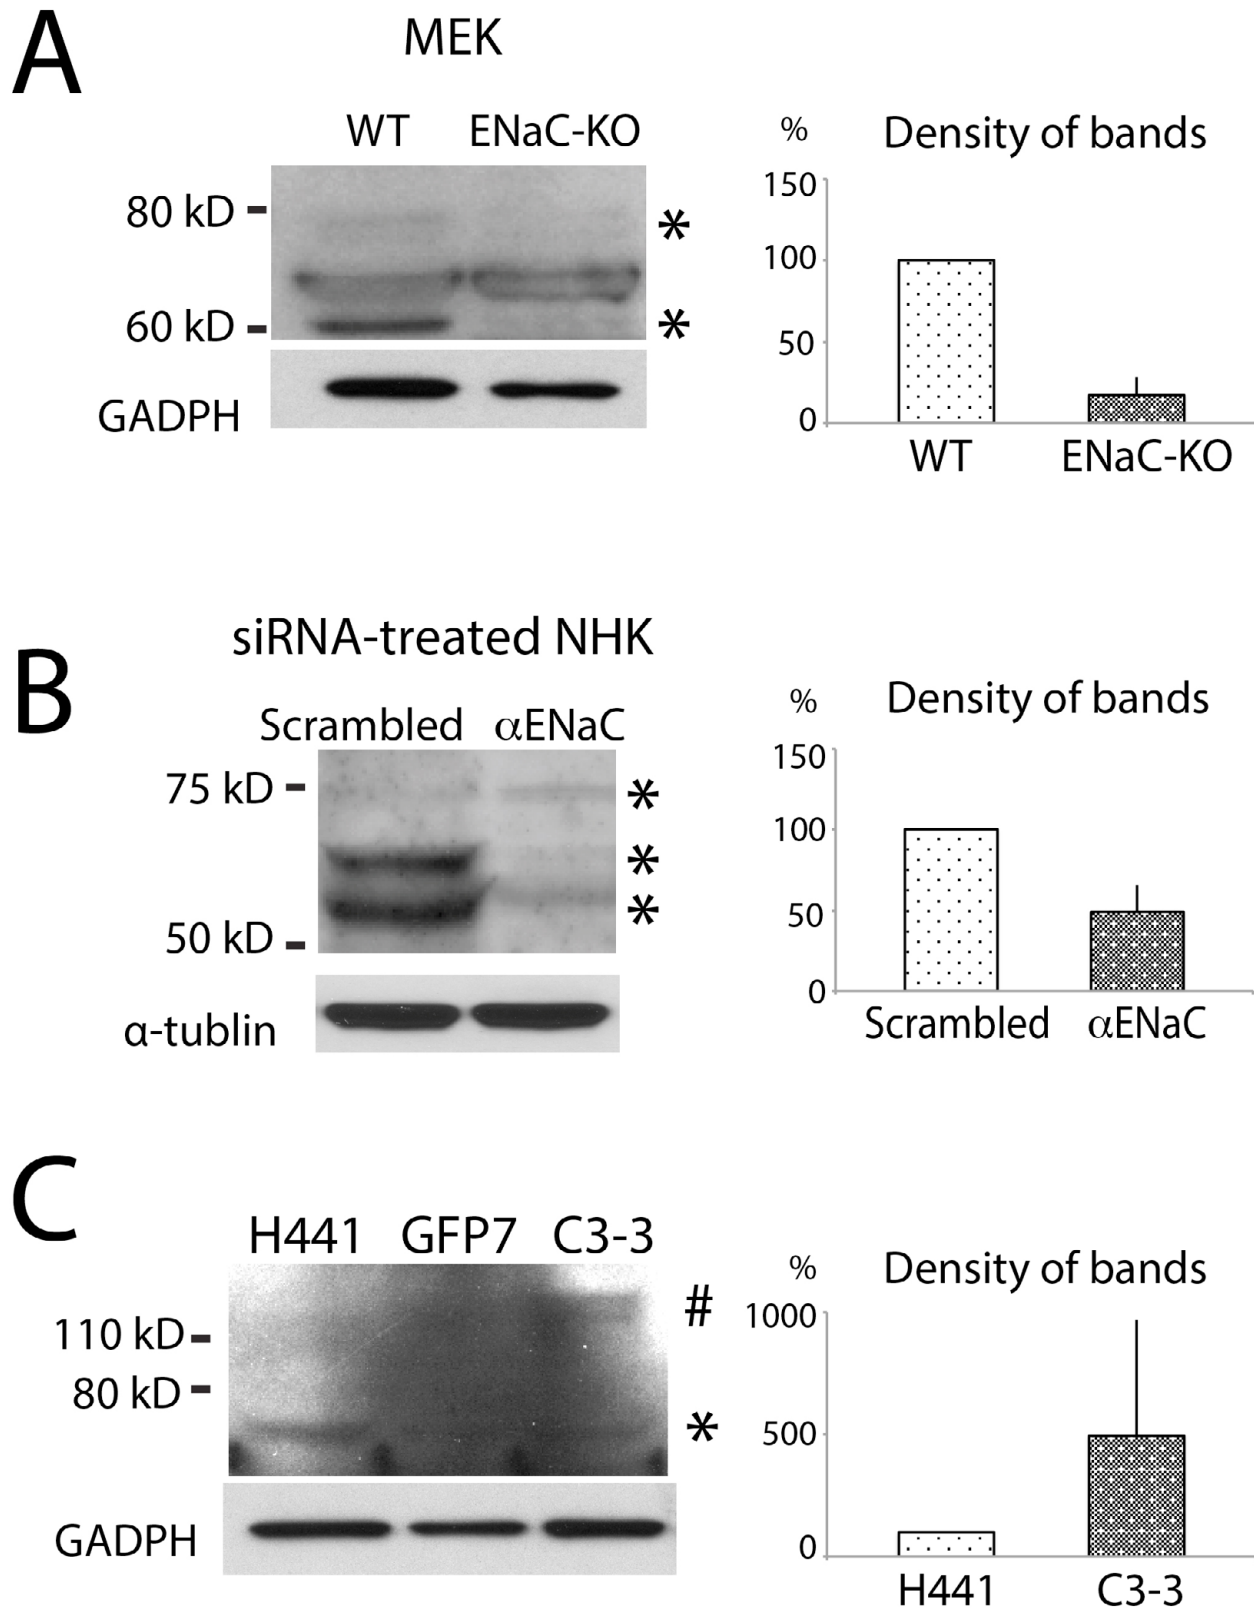 A
MEK
WT ENaC-KO
80 kD
*
60 kD
*
GADPH
% Density of bands
150
100
50
0
WT ENaC-KO
B
siRNA-treated NHK
Scrambled αENaC
75 kD
*
*
*
50 kD
α-tublin
% Density of bands
150
100
50
0
Scrambled αENaC
C
H441 GFP7 C3-3
#
110 kD
80 kD
*
GADPH
% Density of bands
1000
500
0
H441 C3-3